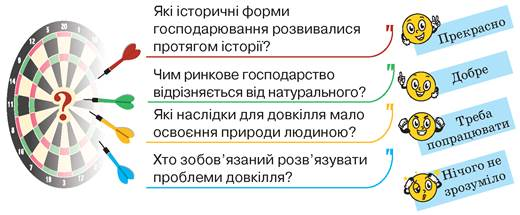 Які історичні форми
господарювання розвивалися
протягом історії?
Прекрасно
Чим ринкове господарство
відрізняється від натурального?
Добре
Які наслідки для довкілля мало
освоєння природи людиною?
Треба
попрацювати
Хто зобов'язаний розв'язувати
проблеми довкілля?
Нічого не
зрозуміло
?